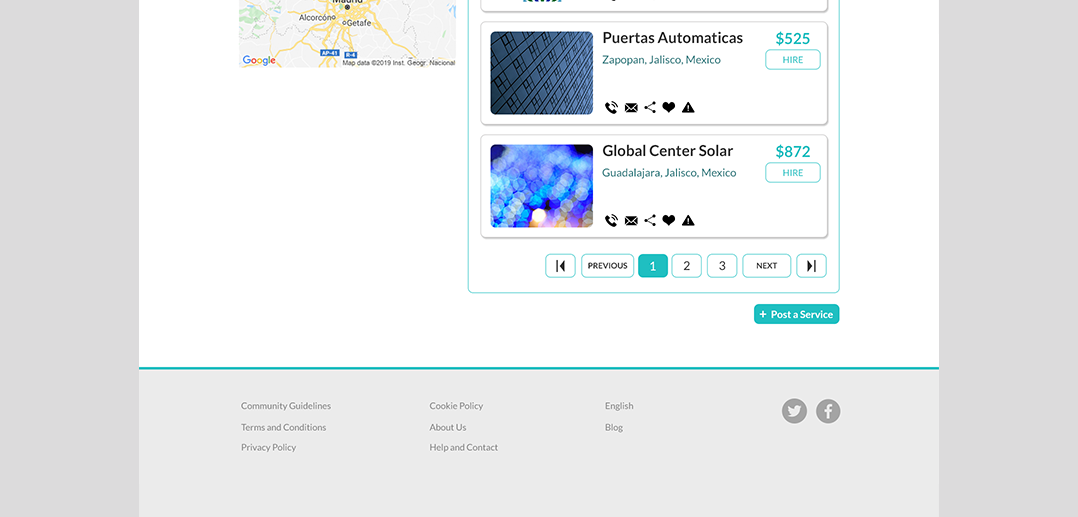 Madrid
Alcorcón
Getafe
AP-41
R-4
Google
Map data ©2019 Inst. Geogr. Nacional
Puertas Automaticas
$525
Zapopan, Jalisco, Mexico
HIRE
Global Center Solar
$872
Guadalajara, Jalisco, Mexico
HIRE
PREVIOUS
1
2
3
NEXT
+ Post a Service
Community Guidelines
Cookie Policy
English
Terms and Conditions
About Us
Blog
Privacy Policy
Help and Contact